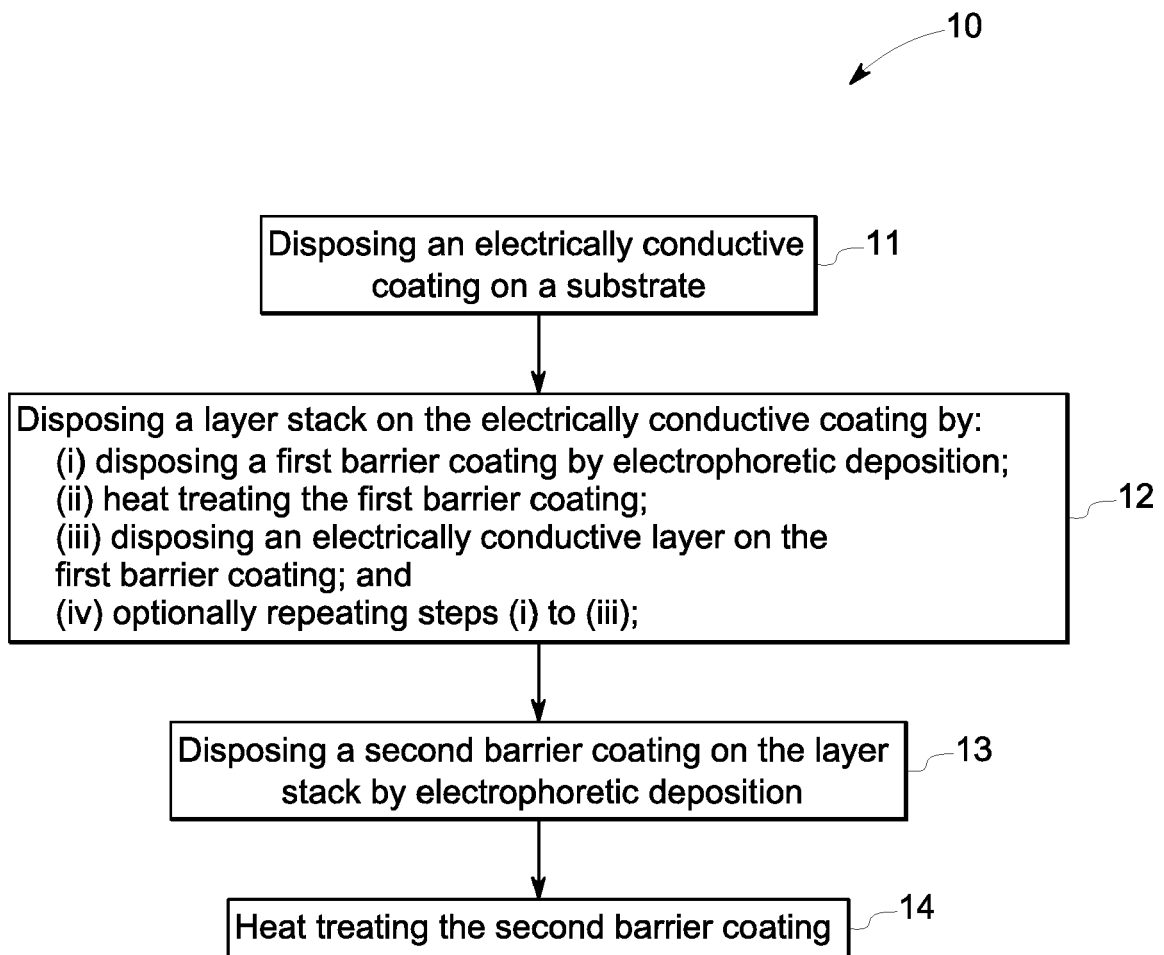 10
Disposing an electrically conductive
coating on a substrate
11
Disposing a layer stack on the electrically conductive coating by:
(i) disposing a first barrier coating by electrophoretic deposition;
(ii) heat treating the first barrier coating;
(iii) disposing an electrically conductive layer on the
first barrier coating; and
(iv) optionally repeating steps (i) to (iii);
12
Disposing a second barrier coating on the layer
stack by electrophoretic deposition
13
Heat treating the second barrier coating
14